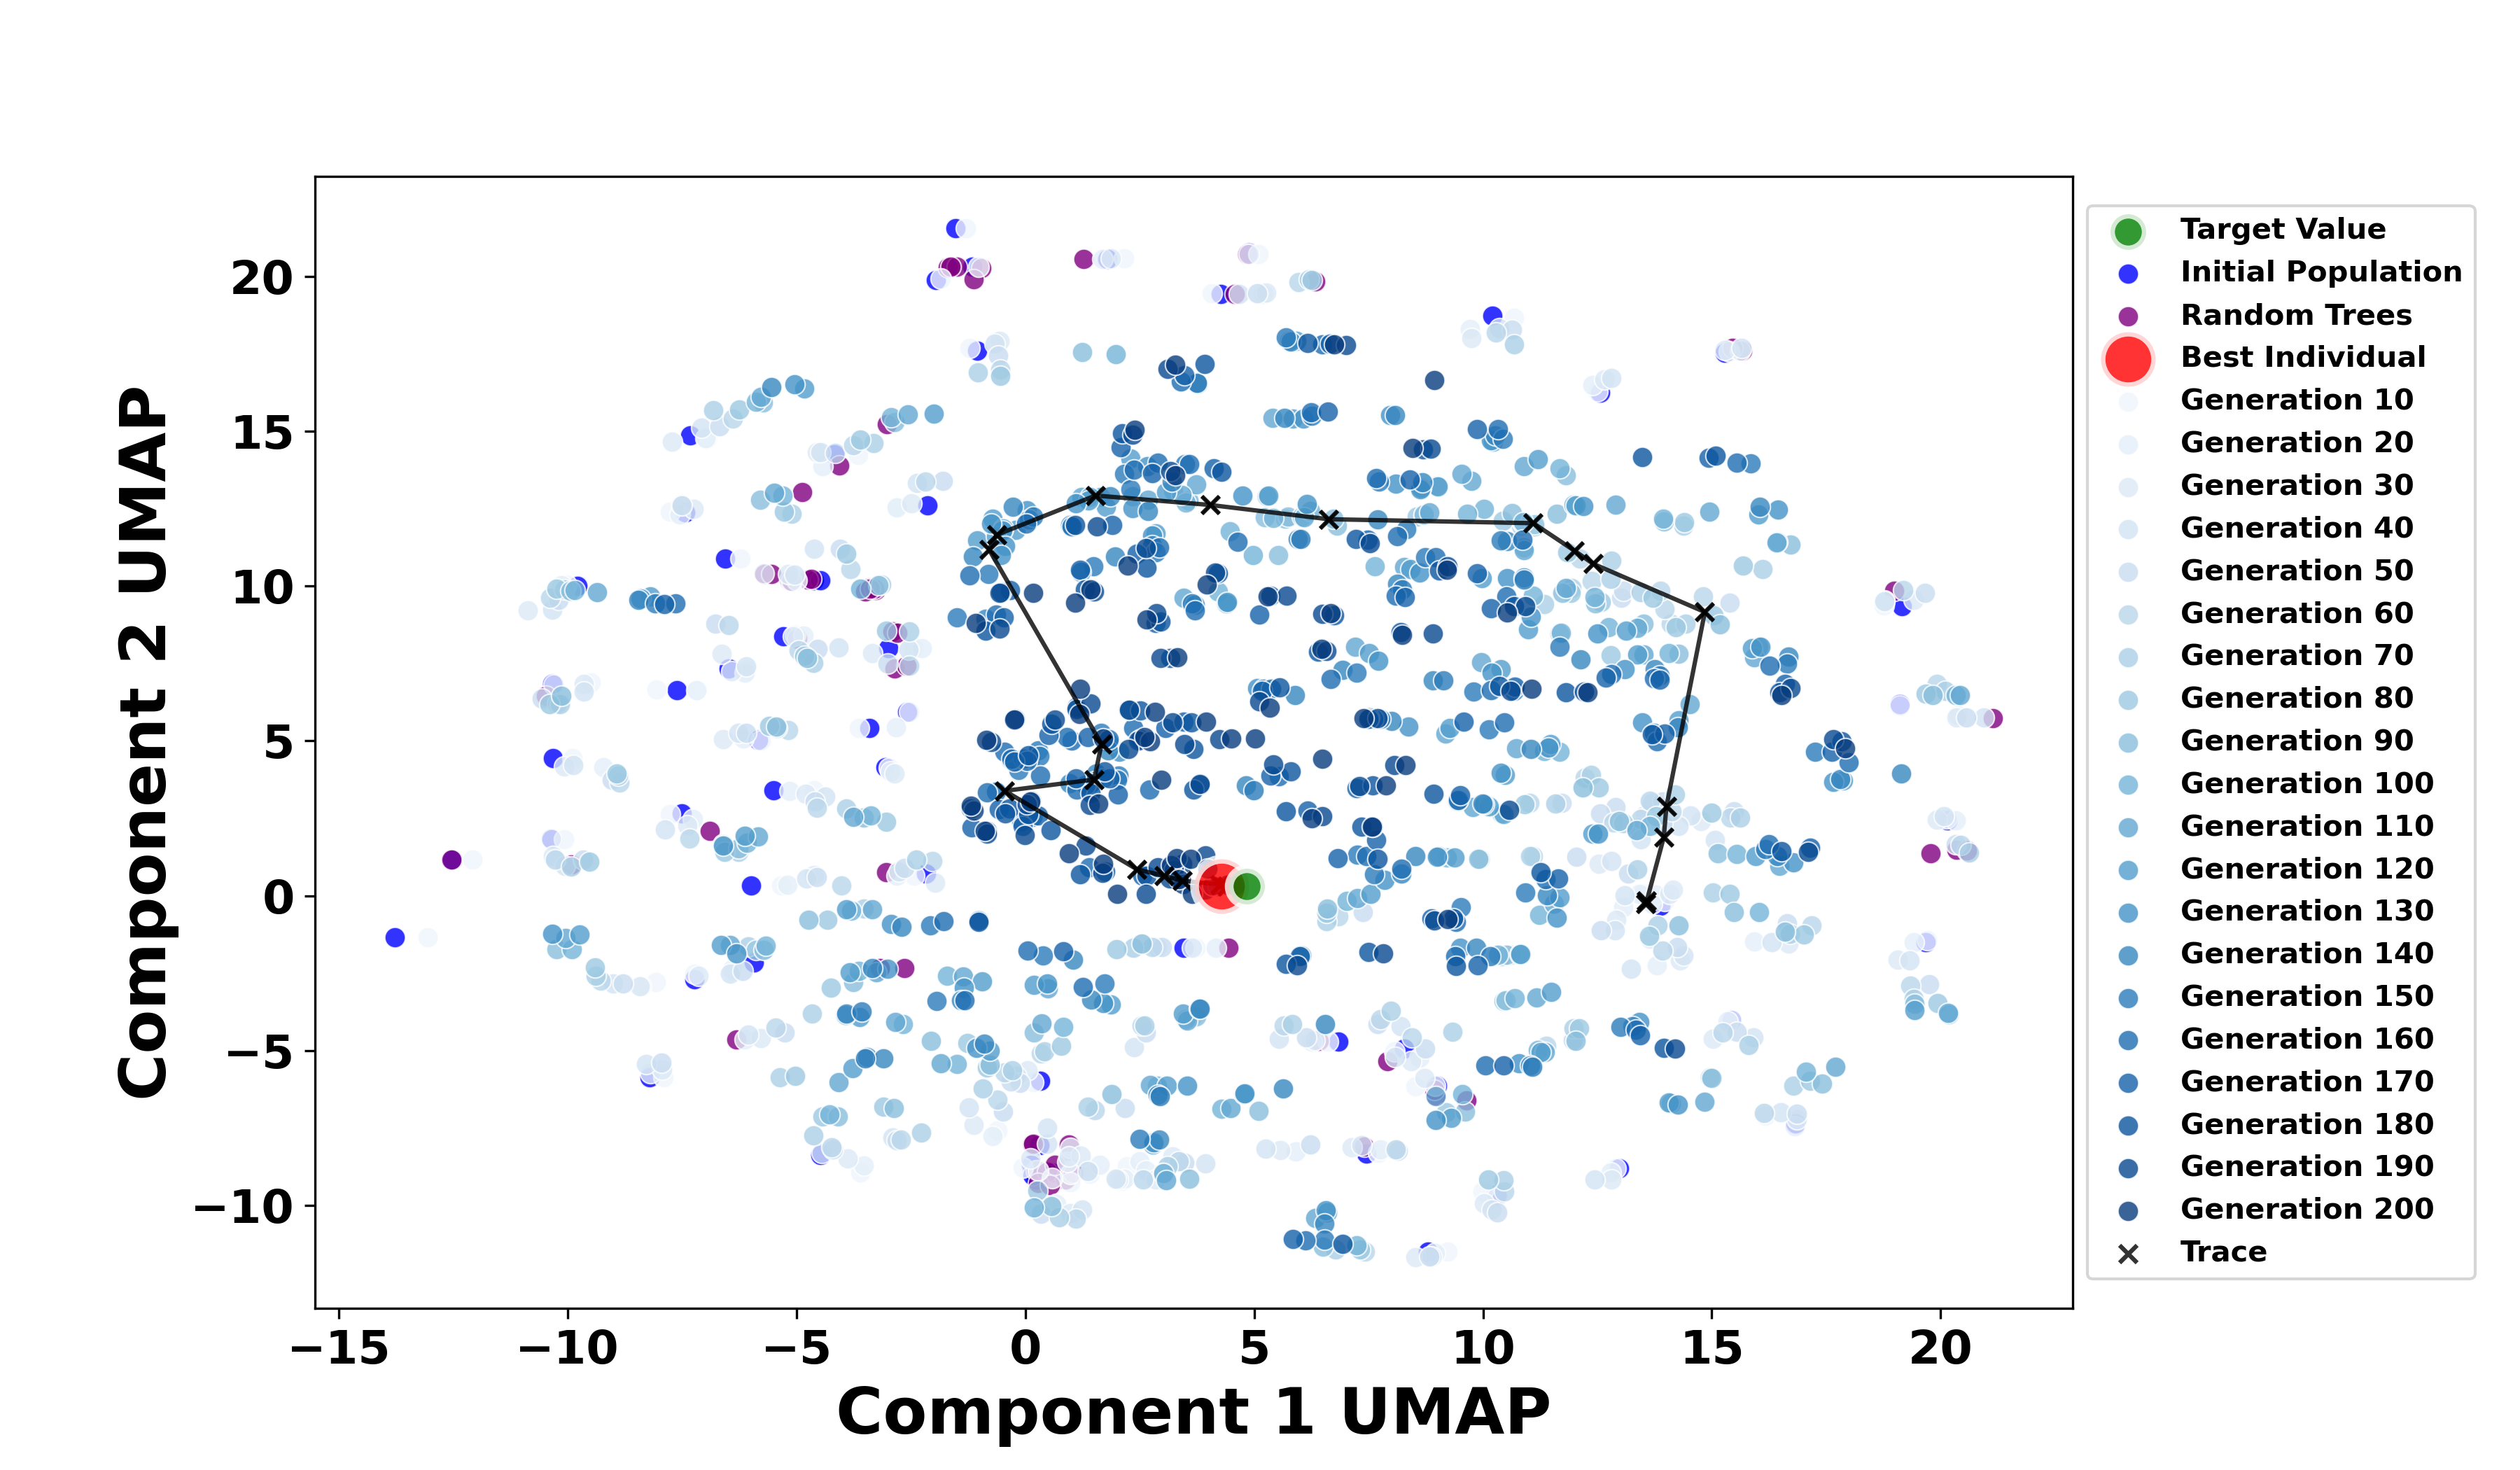 20
15
10
5
0
−5
−10
Component 2 UMAP
−15
−10
−5
0
5
10
15
20
Component 1 UMAP
Target Value
Initial Population
Random Trees
Best Individual
Generation 10
Generation 20
Generation 30
Generation 40
Generation 50
Generation 60
Generation 70
Generation 80
Generation 90
Generation 100
Generation 110
Generation 120
Generation 130
Generation 140
Generation 150
Generation 160
Generation 170
Generation 180
Generation 190
Generation 200
Trace